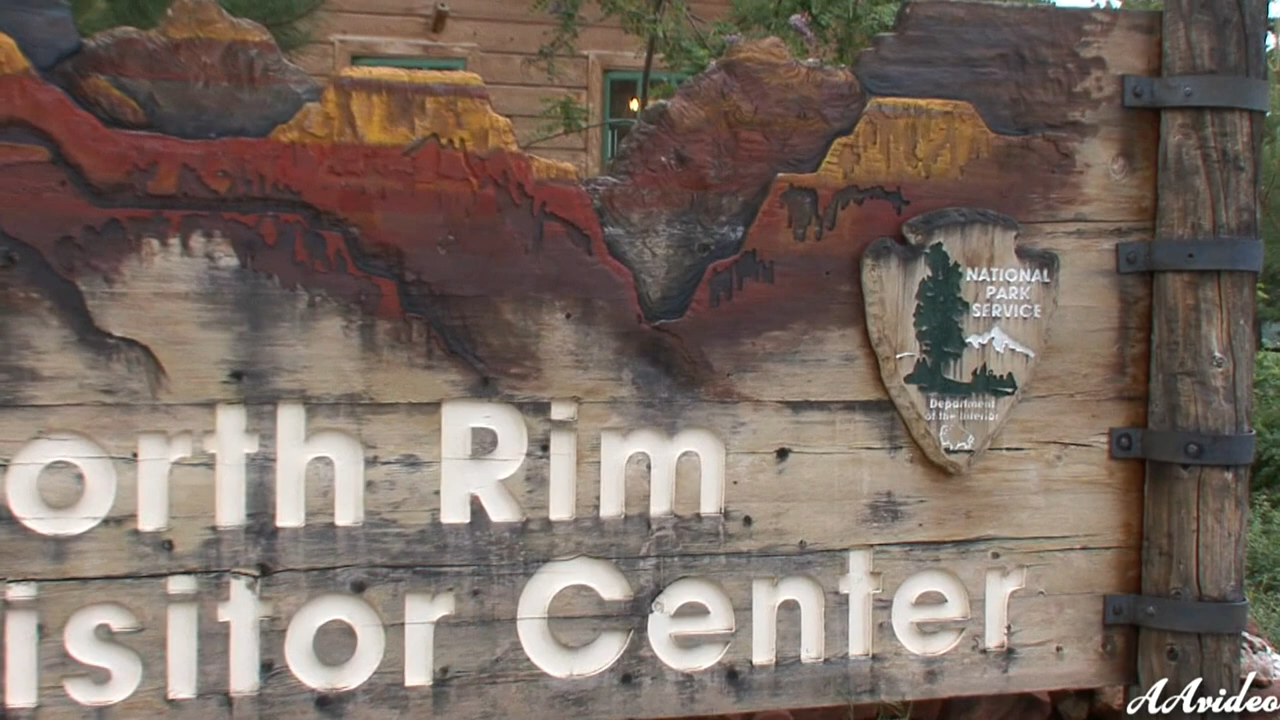 NATIONAL
PARK
SERVICE
Department
of the Interior
orth Rim
isitor Center
AAvideo